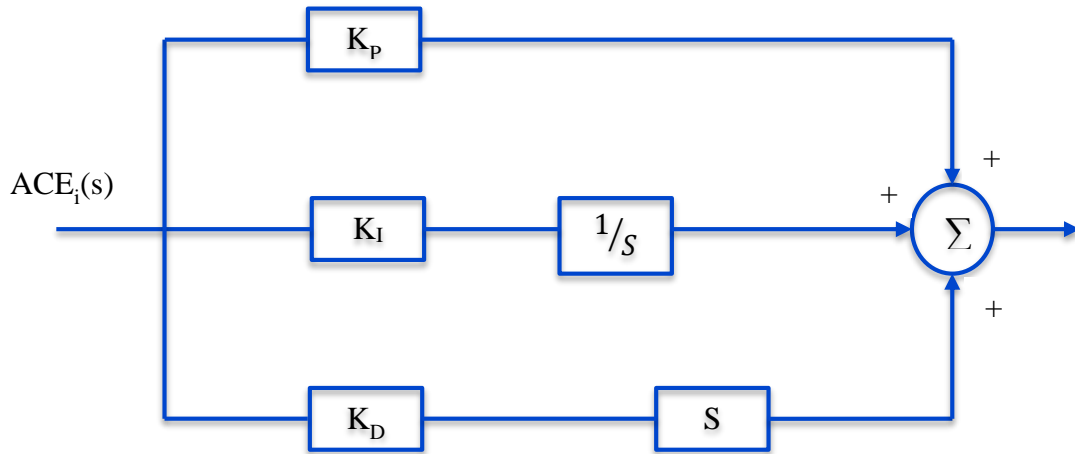 K_P
+
ACE_i(s)
+
K_I
1/S
Σ
+
K_D
S